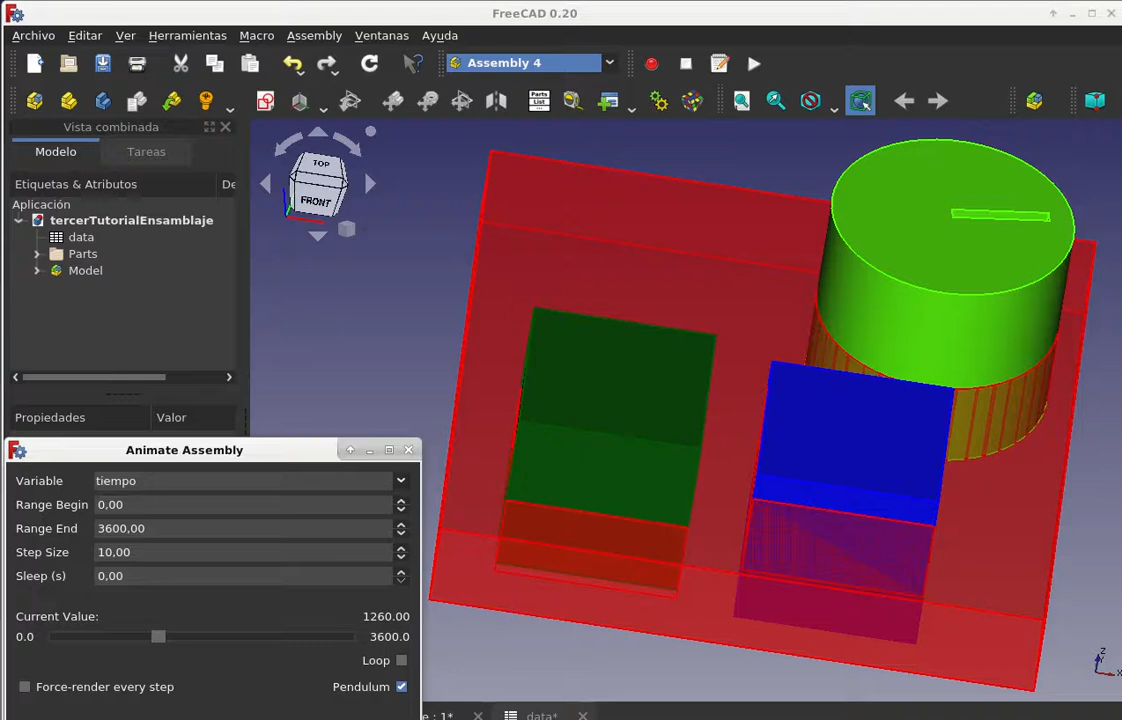 FreeCAD 0.20
Archivo Editar Ver Herramientas Macro Assembly Ventanas Ayuda
Assembly 4
Parts List
Vista combinada
Modelo Tareas
Etiquetas & Atributos De
Aplicación
tercerTutorialEnsamblaje
data
Parts
Model
Propiedades Valor
TOP
FRONT
Animate Assembly
Variable tiempo
Range Begin 0,00
Range End 3600,00
Step Size 10,00
Sleep (s) 0,00
Current Value: 1260.00
0.0 3600.0
Loop
Force-render every step Pendulum
e : 1* data*
Z
Y
X